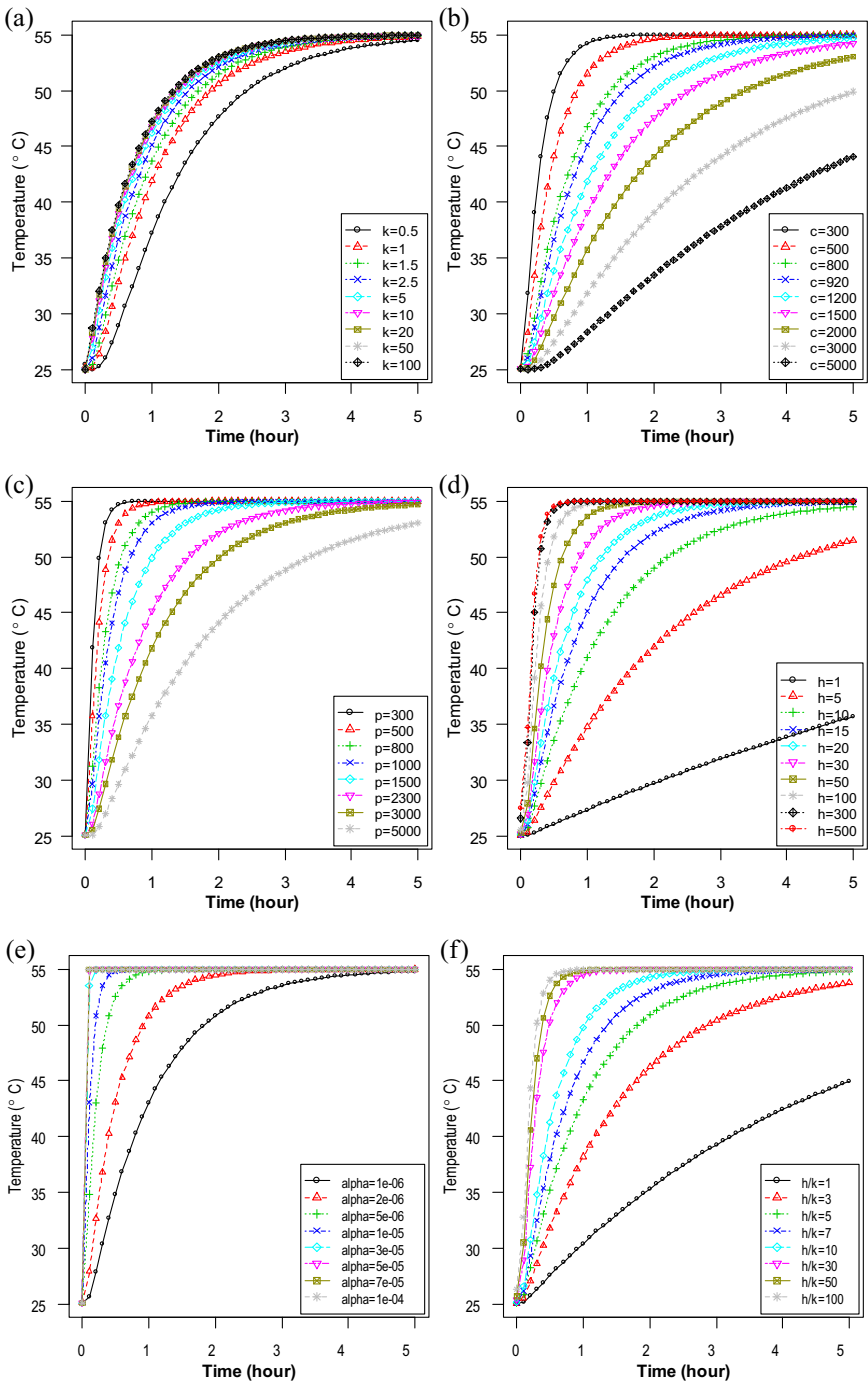 (a)
Temperature (° C)
55
50
45
40
35
30
25
k=0.5
k=1
k=1.5
k=2.5
k=5
k=10
k=20
k=50
k=100
0 1 2 3 4 5
Time (hour)
(b)
Temperature (° C)
55
50
45
40
35
30
25
c=300
c=500
c=800
c=920
c=1200
c=1500
c=2000
c=3000
c=5000
0 1 2 3 4 5
Time (hour)
(c)
Temperature (° C)
55
50
45
40
35
30
25
p=300
p=500
p=800
p=1000
p=1500
p=2300
p=3000
p=5000
0 1 2 3 4 5
Time (hour)
(d)
Temperature (° C)
55
50
45
40
35
30
25
h=1
h=5
h=10
h=15
h=20
h=30
h=50
h=100
h=300
h=500
0 1 2 3 4 5
Time (hour)
(e)
Temperature (° C)
55
50
45
40
35
30
25
alpha=1e-06
alpha=2e-06
alpha=5e-06
alpha=1e-05
alpha=3e-05
alpha=5e-05
alpha=7e-05
alpha=1e-04
0 1 2 3 4 5
Time (hour)
(f)
Temperature (° C)
55
50
45
40
35
30
25
h/k=1
h/k=3
h/k=5
h/k=7
h/k=10
h/k=30
h/k=50
h/k=100
0 1 2 3 4 5
Time (hour)